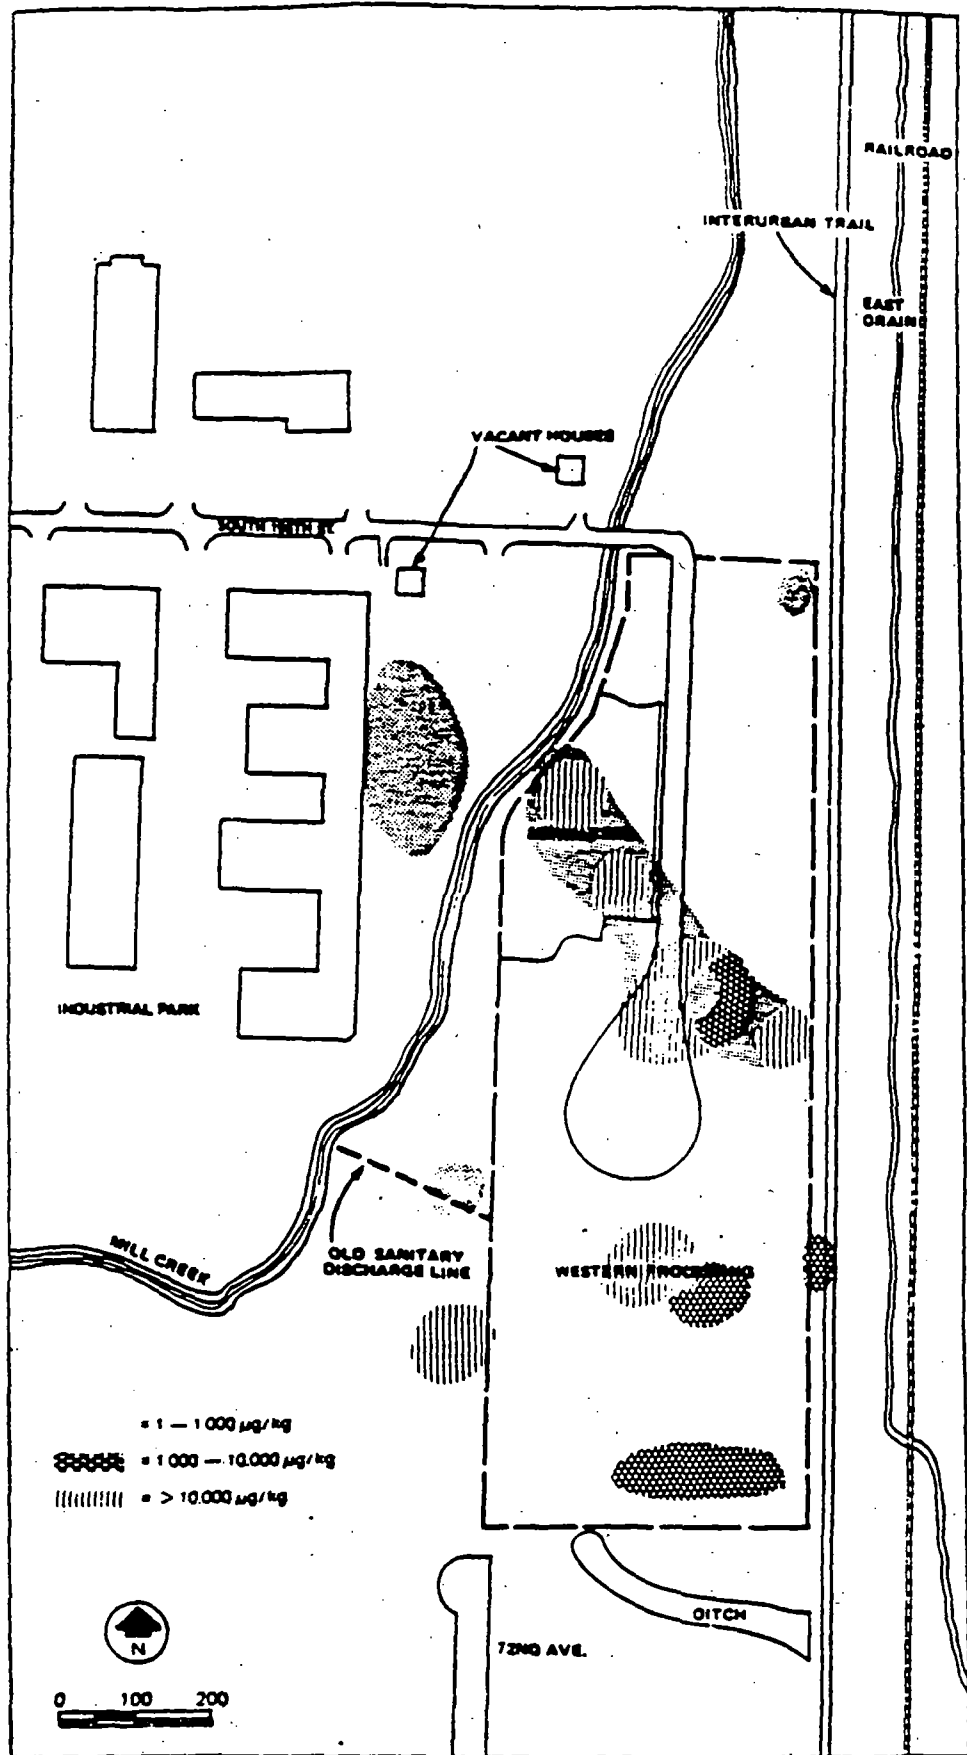 RAILROAD
INTERURBAN TRAIL
EAST
DRAIN
VACANT HOUSES
SOUTH ST.
INDUSTRIAL PARK
MILL CREEK
OLD SANITARY
DISCHARGE LINE
WESTERN PROCESSING
= 1 — 1 000 µg/kg
= 1 000 — 10,000 µg/kg
= > 10,000 µg/kg
DITCH
N
72ND AVE.
0 100 200